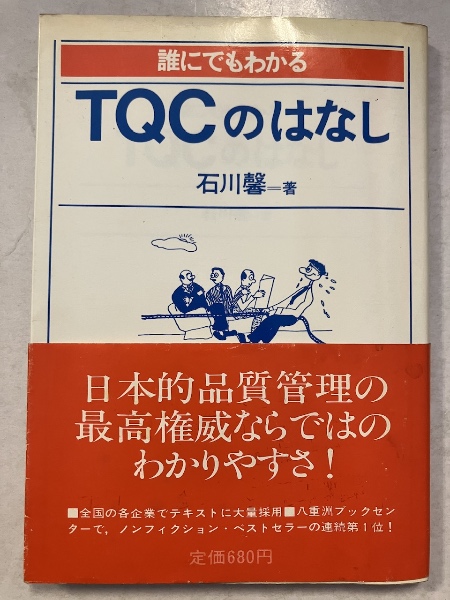 誰にでもわかる
TQCのはなし
石川馨＝著
日本的品質管理の
最高権威ならではの
わかりやすさ！
■全国の各企業でテキストに大量採用■八重洲ブックセン
ターで，ノンフィクション・ベストセラーの連続第１位！
定価680円